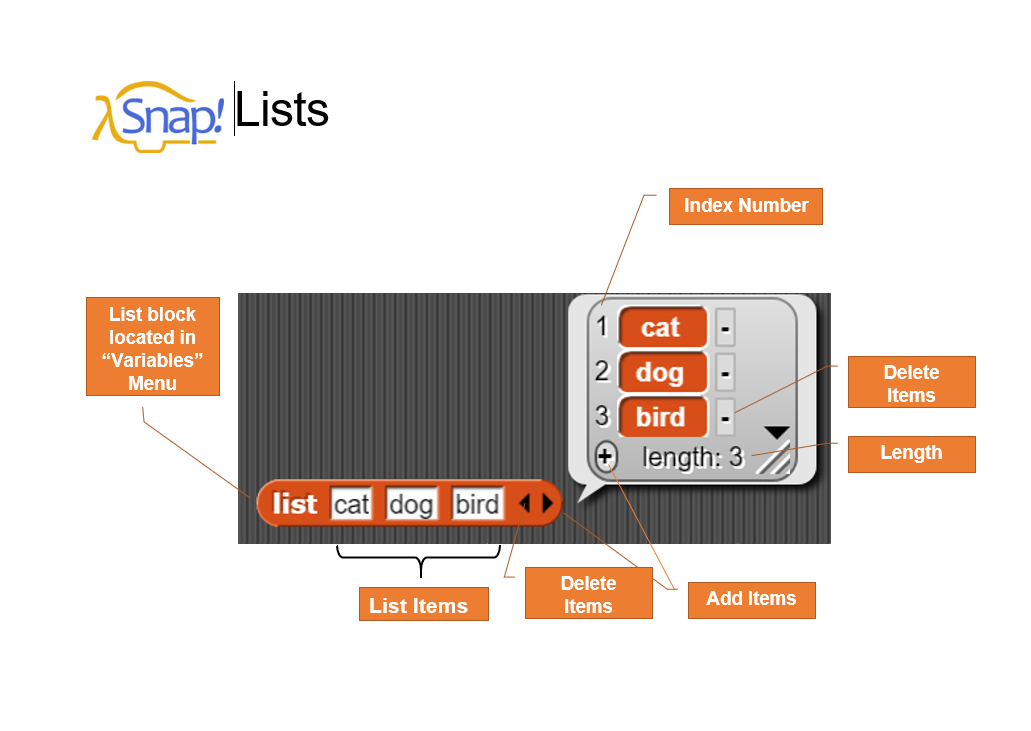 λSnap! Lists
Index Number
List block
located in
“Variables”
Menu
1 cat -
2 dog -
3 bird -
+ length: 3
Delete
Items
Length
list cat dog bird
List Items
Delete
Items
Add Items